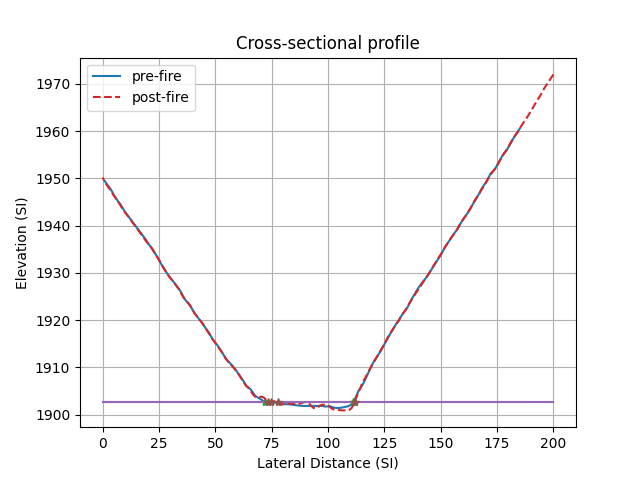 Cross-sectional profile
pre-fire
post-fire
Elevation (SI)
1970
1960
1950
1940
1930
1920
1910
1900
0 25 50 75 100 125 150 175 200
Lateral Distance (SI)